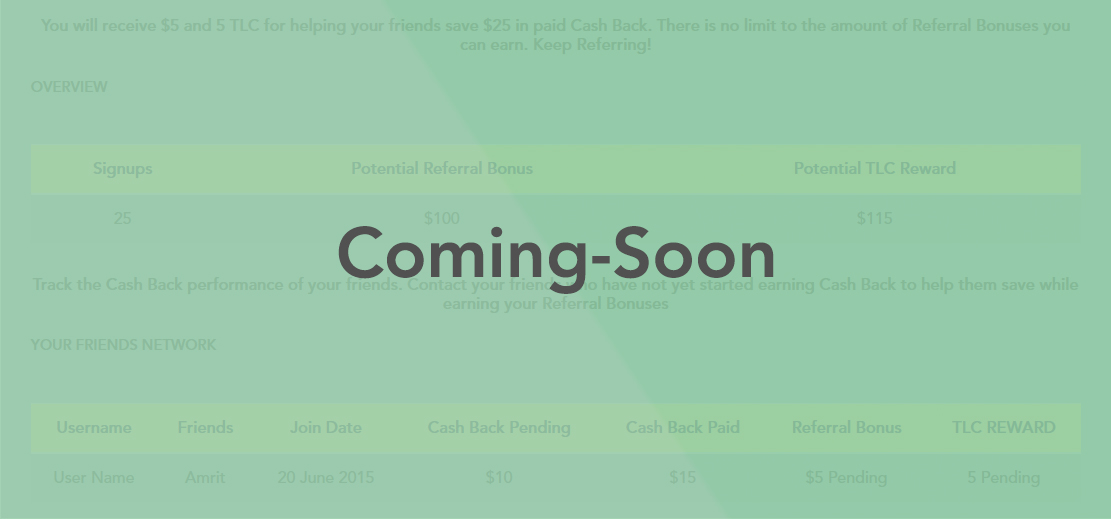 You will receive $5 and 5 TLC for helping your friends save $25 in paid Cash Back. There is no limit to the amount of Referral Bonuses you
can earn. Keep Referring!
OVERVIEW
Signups Potential Referral Bonus Potential TLC Reward
25 $100 $115
Coming-Soon
Track the Cash Back performance of your friends. Contact your friends who have not yet started earning Cash Back to help them save while
earning your Referral Bonuses
YOUR FRIENDS NETWORK
Username Friends Join Date Cash Back Pending Cash Back Paid Referral Bonus TLC REWARD
User Name Amrit 20 June 2015 $10 $15 $5 Pending 5 Pending